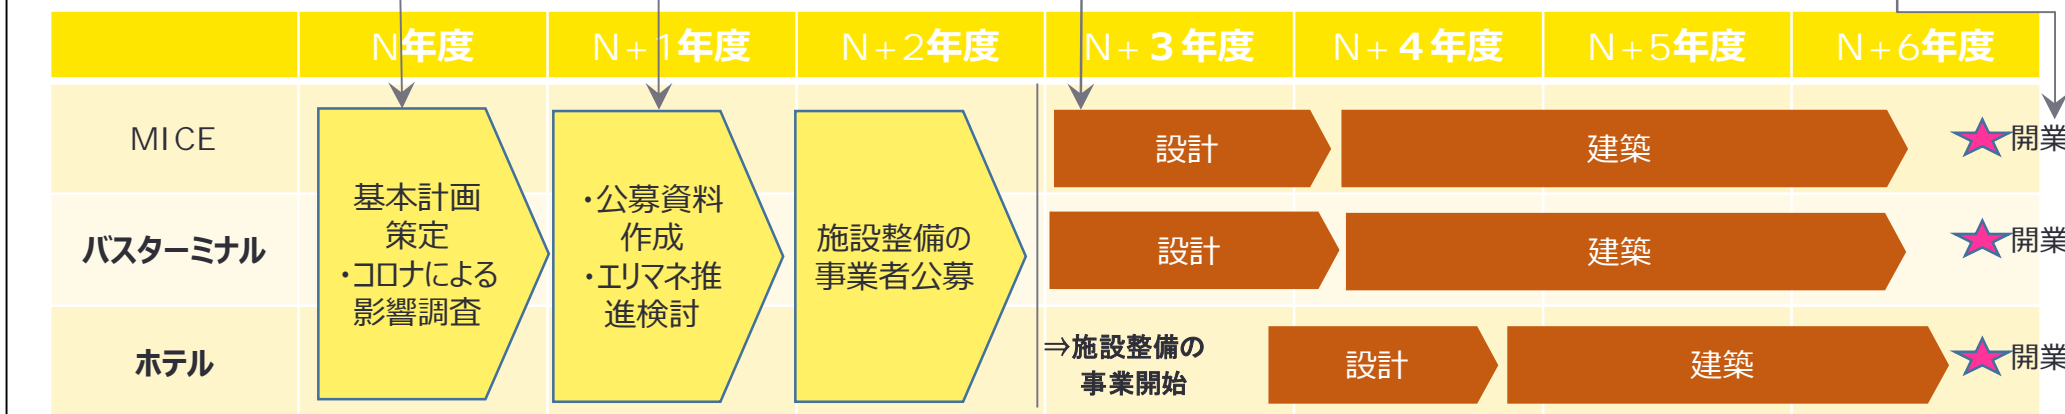 N年度 N+1年度 N+2年度 N+3年度 N+4年度 N+5年度 N+6年度
MICE
基本計画
策定
・コロナによる
影響調査
・公募資料
作成
・エリマネ推
進検討
施設整備の
事業者公募
設計 建築 開業
バスターミナル
設計 建築 開業
ホテル
⇒施設整備の
事業開始
設計 建築 開業